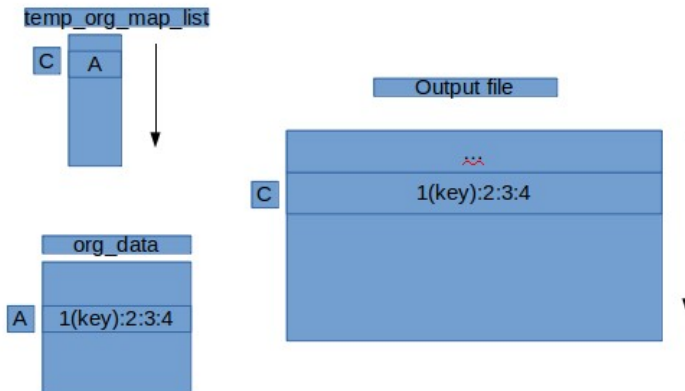 temp_org_map_list
C
A
Output file
...
C
1(key):2:3:4
org_data
A
1(key):2:3:4